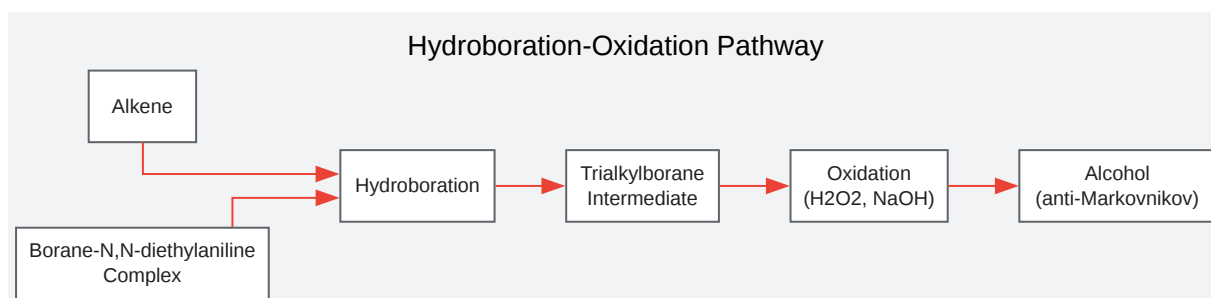 Hydroboration-Oxidation Pathway
Alkene
Borane-N,N-diethylaniline
Complex
Hydroboration
Trialkylborane
Intermediate
Oxidation
(H2O2, NaOH)
Alcohol
(anti-Markovnikov)